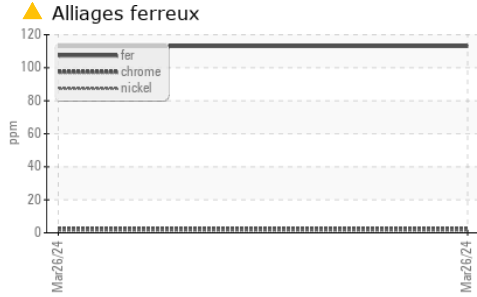 Alliages ferreux
120
100
80
60
40
20
0
ppm
fer
chrome
nickel
Mar26/24
Mar26/24